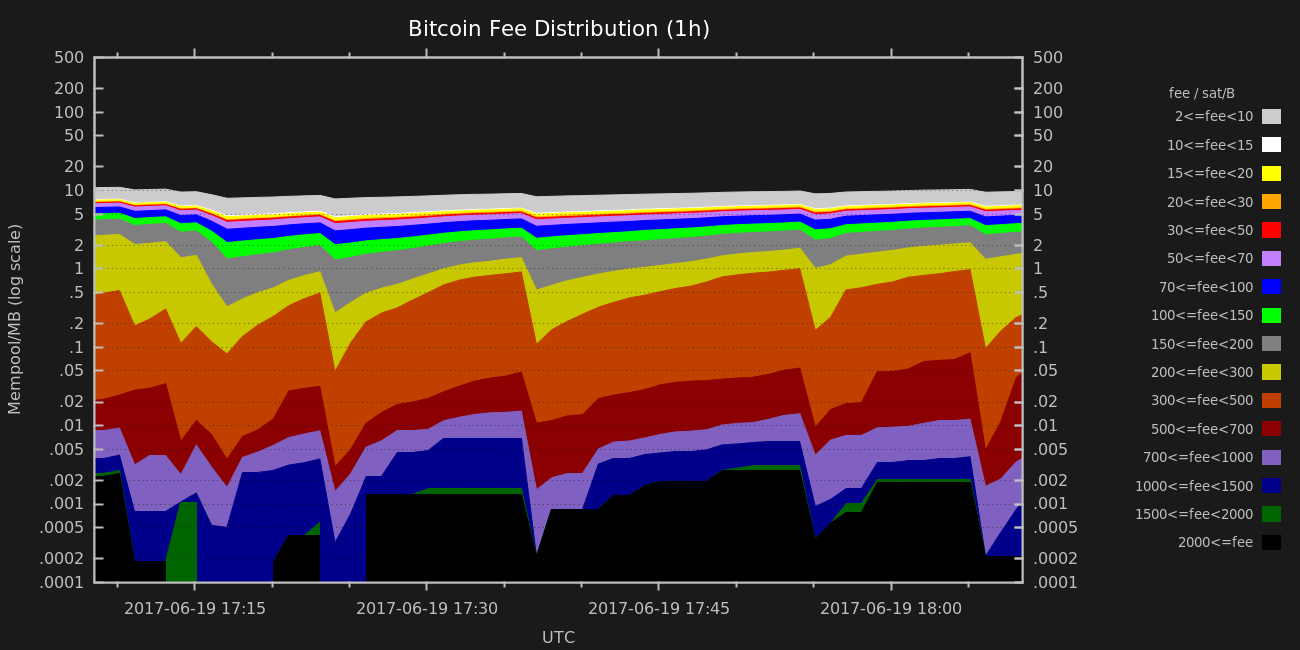 Bitcoin Fee Distribution (1h)
Mempool/MB (log scale)
500
200
100
50
20
10
5
2
1
.5
.2
.1
.05
.02
.01
.005
.002
.001
.0005
.0002
.0001
500
200
100
50
20
10
5
2
1
.5
.2
.1
.05
.02
.01
.005
.002
.001
.0005
.0002
.0001
fee / sat/B
2<=fee<10
10<=fee<15
15<=fee<20
20<=fee<30
30<=fee<50
50<=fee<70
70<=fee<100
100<=fee<150
150<=fee<200
200<=fee<300
300<=fee<500
500<=fee<700
700<=fee<1000
1000<=fee<1500
1500<=fee<2000
2000<=fee
2017-06-19 17:15 2017-06-19 17:30 2017-06-19 17:45 2017-06-19 18:00
UTC